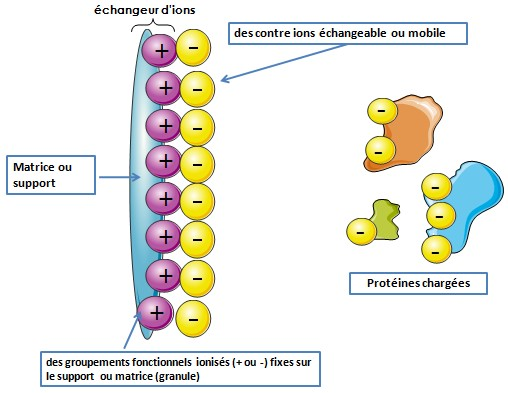 échangeur d'ions
des contre ions échangeable ou mobile
+ -
+ -
+ -
+ -
+ -
+ -
+ -
+ -
Matrice ou
support
-
-
-
-
-
-
Protéines chargées
des groupements fonctionnels ionisés (+ ou -) fixes sur
le support ou matrice (granule)